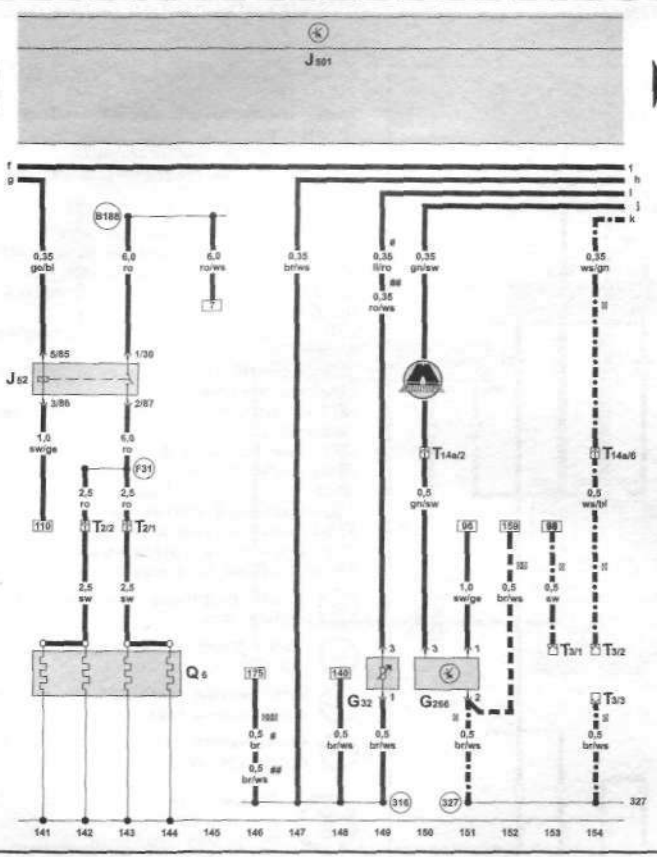 J 501
f
f
g
h
i
j
k
B188
0,35
ge/bl
6,0
ro
6,0
ro/ws
7
0,35
br/ws
0,35 #
li/ro
##
0,35
ro/ws
0,35
gn/sw
0,35
ws/gn
5/85
1/30
J 52
3/86
2/87
1,0
sw/ge
6,0
ro
F31
2,5
ro
2,5
ro
T14a/2
T14a/6
110
T2/2
T2/1
0,5
gn/sw
0,5
ws/bl
96
159
98
2,5
sw
2,5
sw
1,0
sw/ge
0,5
br/ws
0,5
sw
T3/1
T3/2
3
3
1
Q 6
175
140
G32
1
G266
2
T3/3
0,5 #
br
0,5 ##
br/ws
0,5
br/ws
0,5
br/ws
0,5
br/ws
0,5
br/ws
316
327
327
141 142 143 144 145 146 147 148 149 150 151 152 153 154